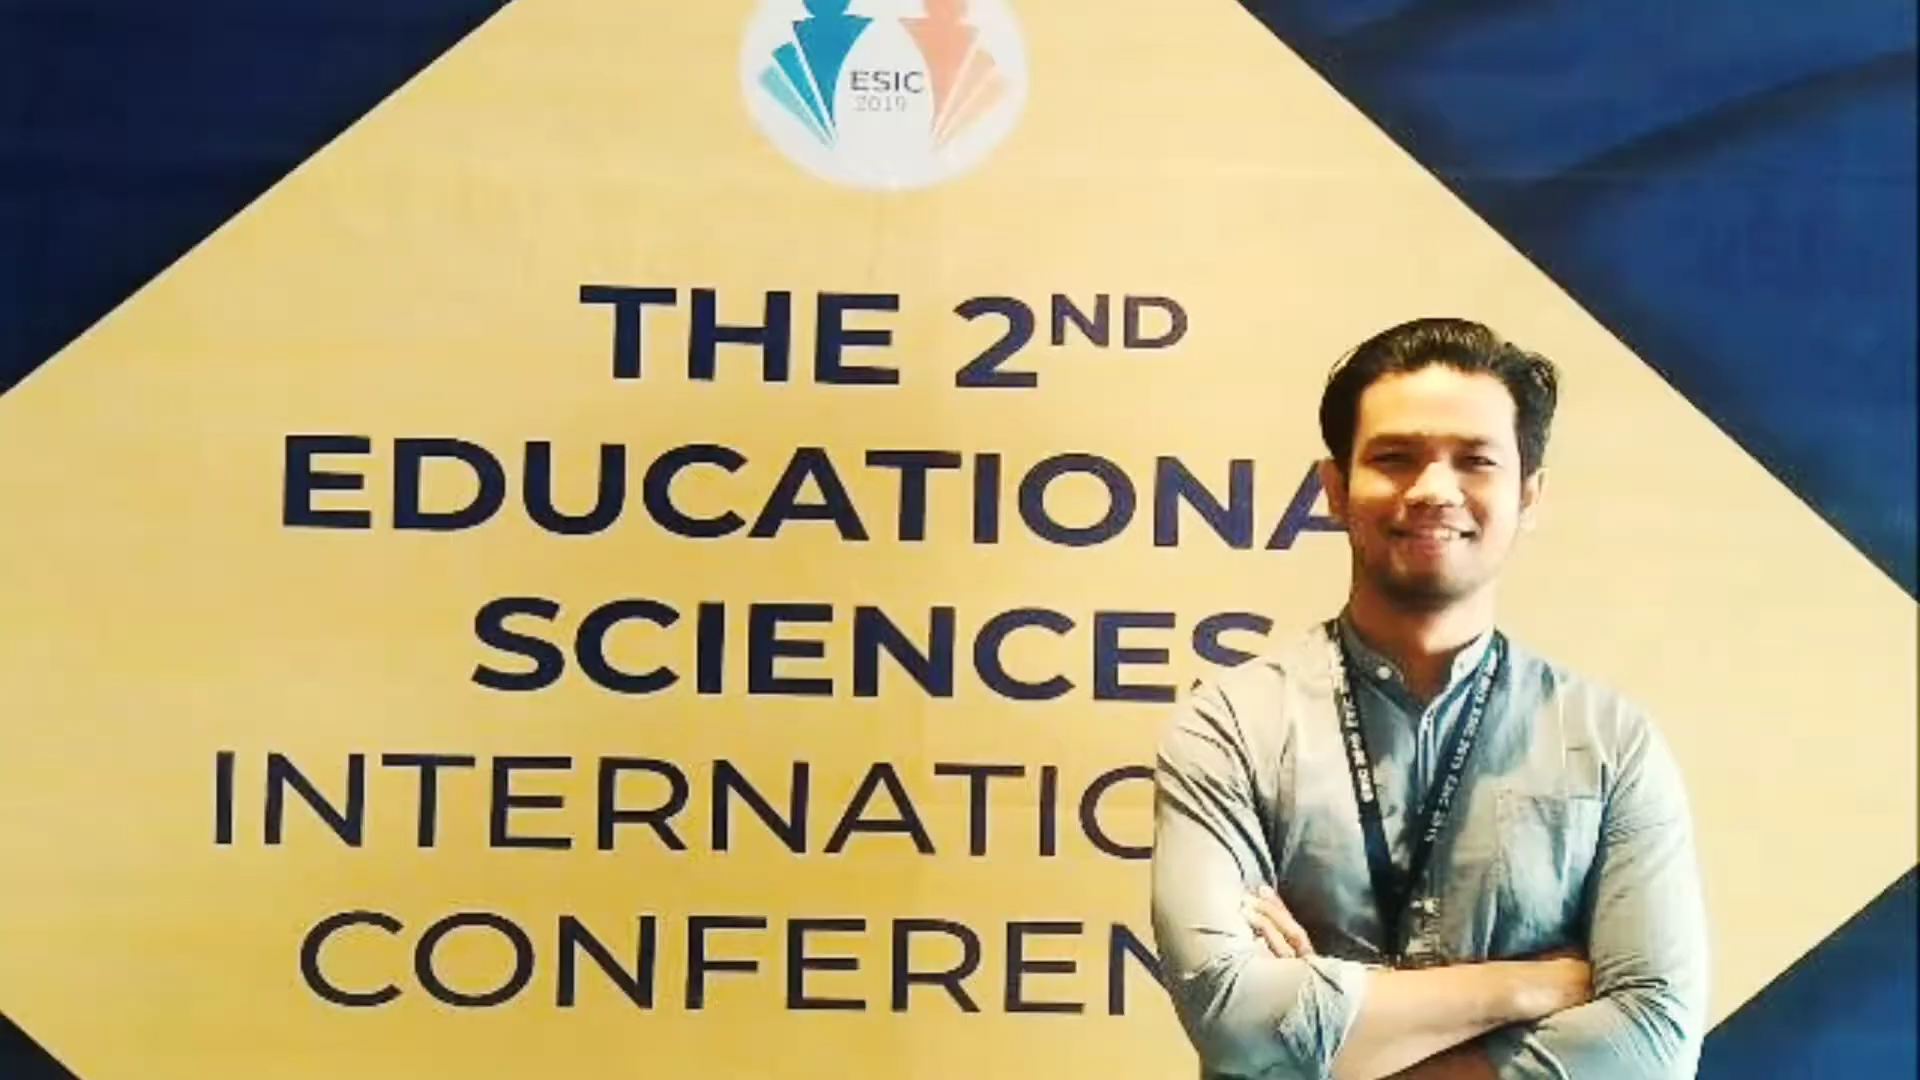 ESIC
2019
THE 2ND
EDUCATIONA
SCIENCES
INTERNATIO
CONFEREN